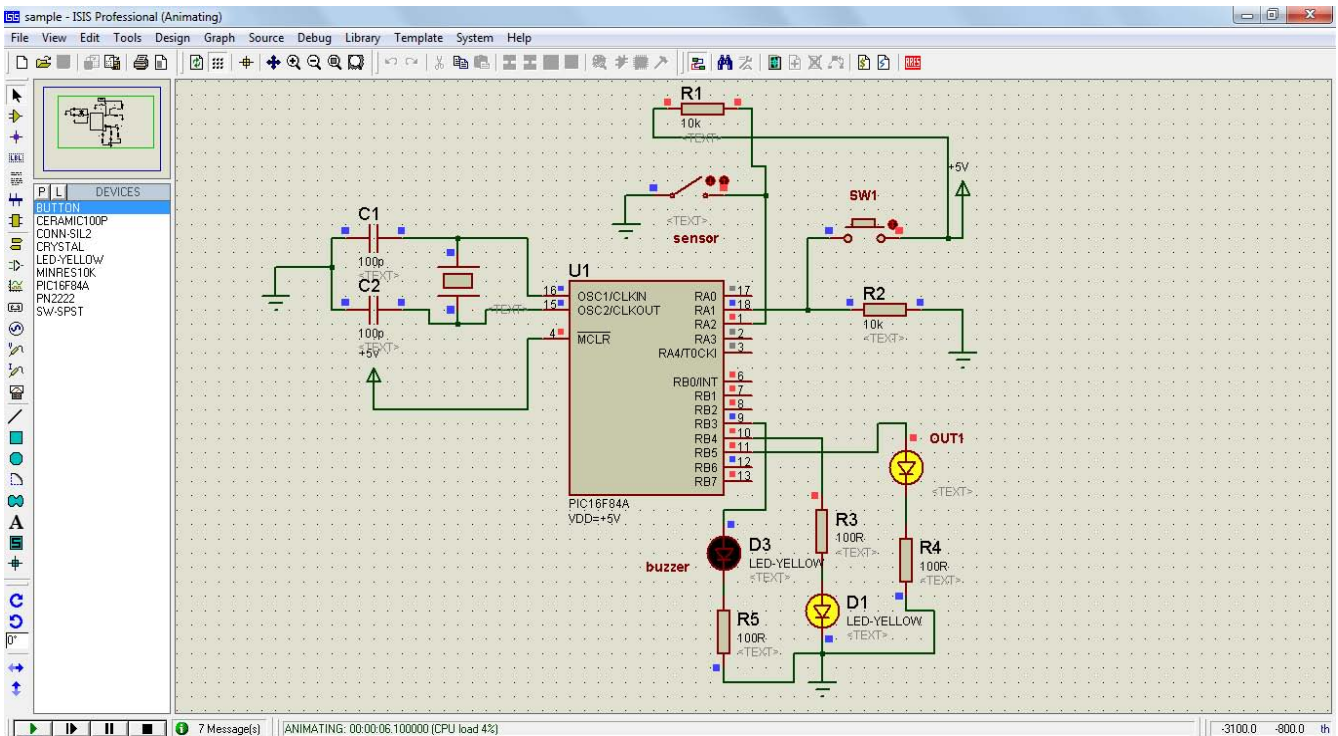 sample - ISIS Professional (Animating)
File View Edit Tools Design Graph Source Debug Library Template System Help
P L DEVICES
BUTTON
CERAMIC100P
CONN-SIL2
CRYSTAL
LED-YELLOW
MINRES10K
PIC16F84A
PN2222
SW-SPST
R1
10k
<TEXT>
+5V
SW1
<TEXT>
sensor
C1
100p
<TEXT>
C2
100p
<TEXT>
+5V
<TEXT>
U1
16 OSC1/CLKIN
15 OSC2/CLKOUT
4 MCLR
RA0 17
RA1 18
RA2 1
RA3 2
RA4/T0CKI 3
RB0/INT 6
RB1 7
RB2 8
RB3 9
RB4 10
RB5 11
RB6 12
RB7 13
PIC16F84A
VDD=+5V
R2
10k
<TEXT>
OUT1
<TEXT>
R3
100R
<TEXT>
R4
100R
<TEXT>
buzzer
D3
LED-YELLOW
<TEXT>
D1
LED-YELLOW
<TEXT>
R5
100R
<TEXT>
LBL
A
S
0°
7 Message(s)
ANIMATING: 00:00:06.100000 (CPU load 4%)
-3100.0 -800.0 th